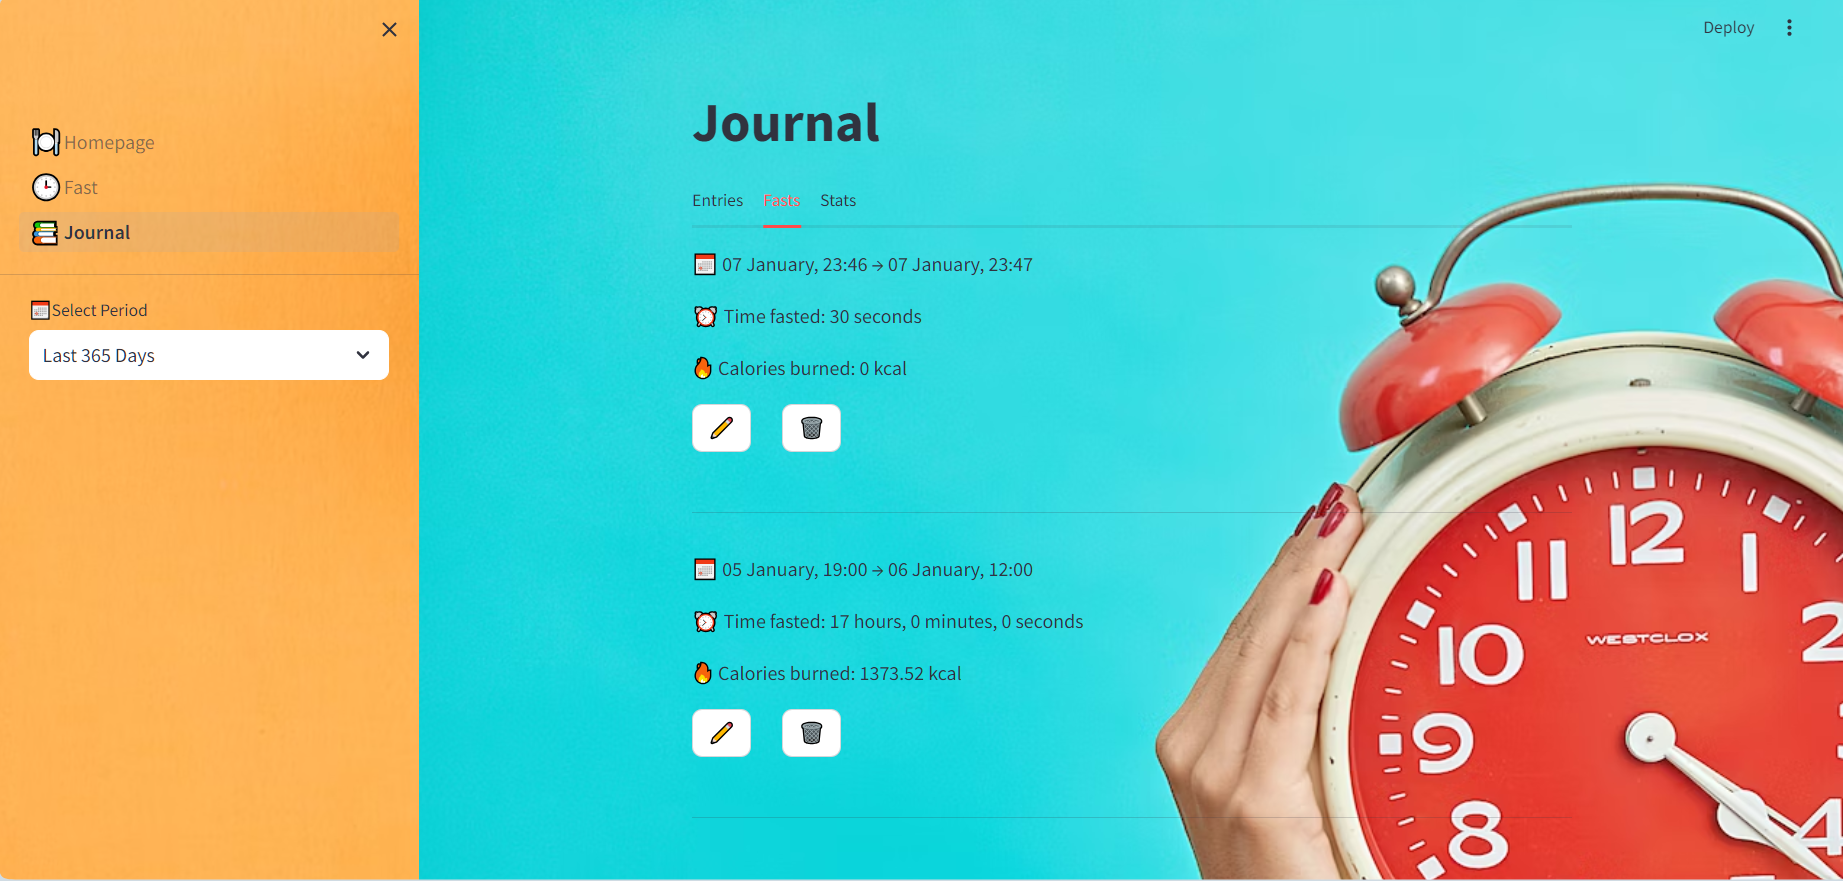 Deploy
Homepage
Fast
Journal
Select Period
Last 365 Days
Journal
Entries Fasts Stats
07 January, 23:46 → 07 January, 23:47
Time fasted: 30 seconds
Calories burned: 0 kcal
05 January, 19:00 → 06 January, 12:00
Time fasted: 17 hours, 0 minutes, 0 seconds
Calories burned: 1373.52 kcal
12
11 1
10 2
WESTCLOX
9
8 4